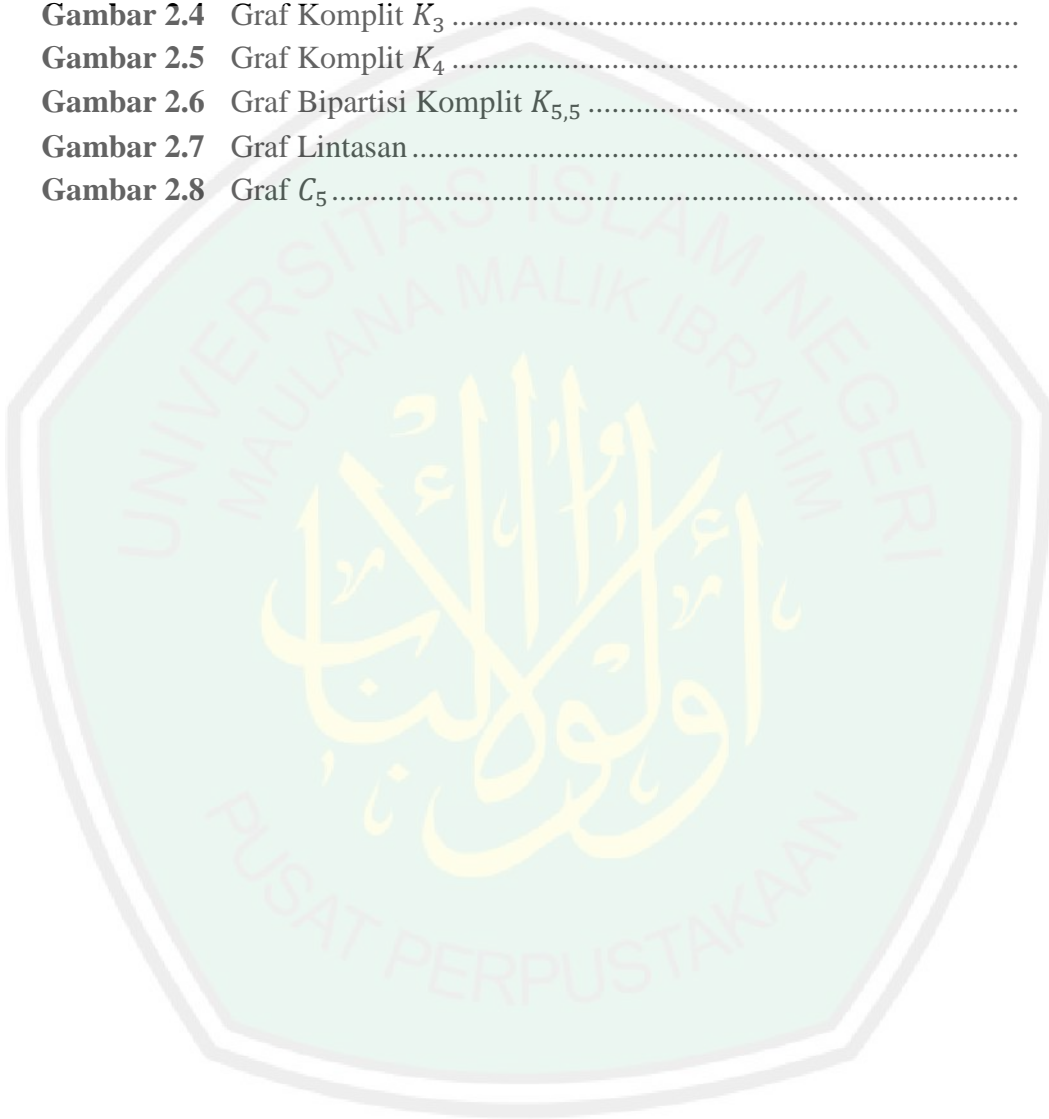 Gambar 2.4 Graf Komplit K₃ ........................................................................
Gambar 2.5 Graf Komplit K₄ .......................................................................
Gambar 2.6 Graf Bipartisi Komplit K₅,₅ ......................................................
Gambar 2.7 Graf Lintasan ............................................................................
Gambar 2.8 Graf C₅ ......................................................................................
UNIVERSITAS ISLAM NEGERI
MAULANA MALIK IBRAHIM
أولوا الألباب
PUSAT PERPUSTAKAAN